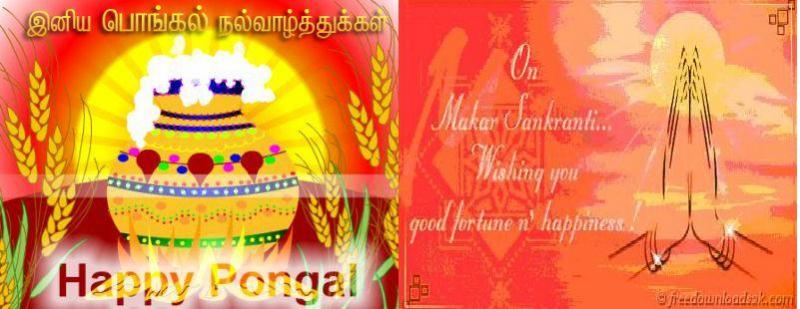 இனிய பொங்கல் நல்வாழ்த்துக்கள்
Happy Pongal
On
Makar Sankranti...
Wishing you
good fortune n' happiness.!
© freedownloadsak.com